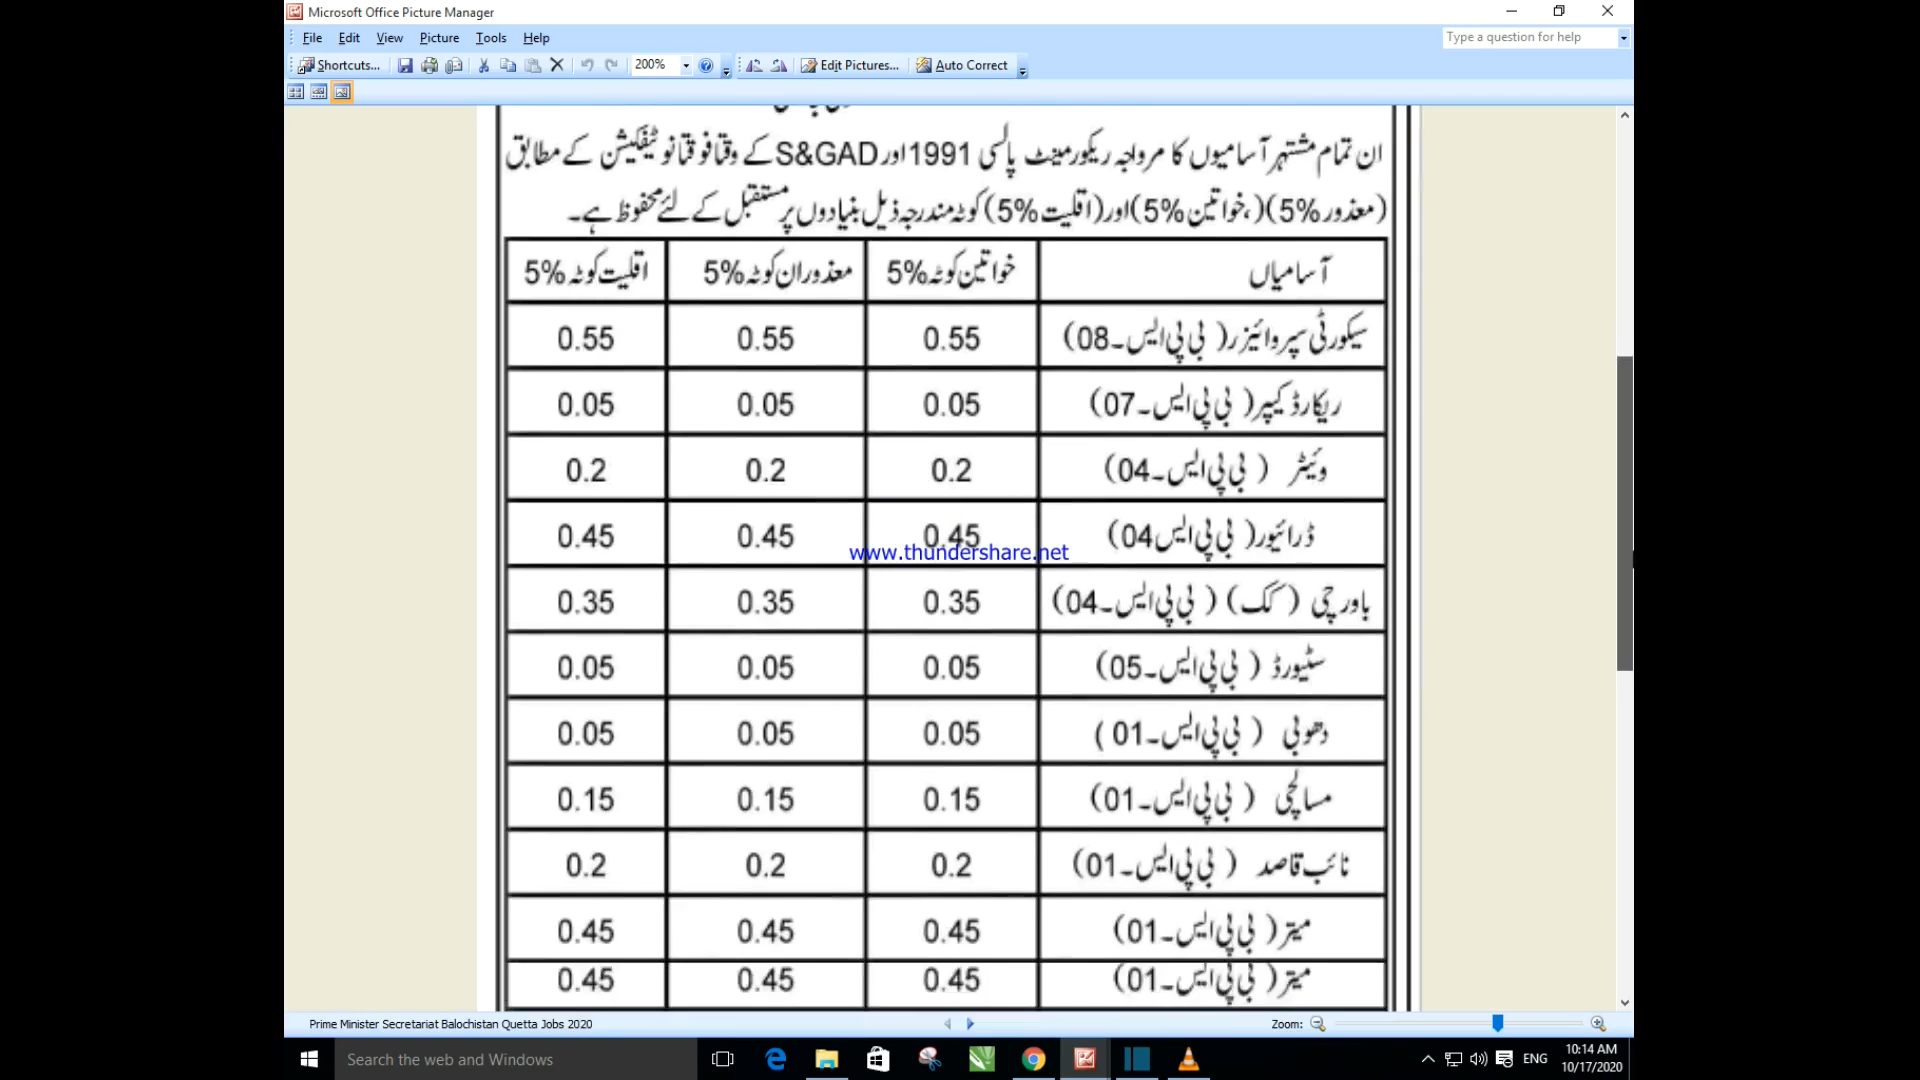 Microsoft Office Picture Manager
File Edit View Picture Tools Help
Type a question for help
Shortcuts... 200% Edit Pictures... Auto Correct
ان تمام مشتہر آسامیوں کا مرواجہ ریکورمینٹ پالسی 1991 اور S&GAD کے وقتافوقتانوٹیفکیشن کے مطابق
(معذور 5%)(،خواتین 5%)اور(اقلیت 5%)کوٹہ مندرجہ ذیل بنیادوں پر مستقبل کے لئے محفوظ ہے۔
آسامیاں خواتین کوٹہ 5% معذوران کوٹہ 5% اقلیت کوٹہ 5%
سیکورٹی سپروائیزر( بی پی ایس۔08) 0.55 0.55 0.55
ریکارڈ کیپر( بی پی ایس۔07) 0.05 0.05 0.05
وئیٹر ( بی پی ایس۔04) 0.2 0.2 0.2
ڈرائیور( بی پی ایس04) 0.45 0.45 0.45
www.thundershare.net
باورچی (کک) ( بی پی ایس۔04) 0.35 0.35 0.35
سٹیورڈ ( بی پی ایس۔05) 0.05 0.05 0.05
دھوبی ( بی پی ایس۔01 ) 0.05 0.05 0.05
مسالچی ( بی پی ایس۔01) 0.15 0.15 0.15
نائب قاصد ( بی پی ایس۔01) 0.2 0.2 0.2
میتر( بی پی ایس۔01) 0.45 0.45 0.45
میتر( بی پی ایس۔01) 0.45 0.45 0.45
Prime Minister Secretariat Balochistan Quetta Jobs 2020
Zoom:
Search the web and Windows
ENG
10:14 AM
10/17/2020